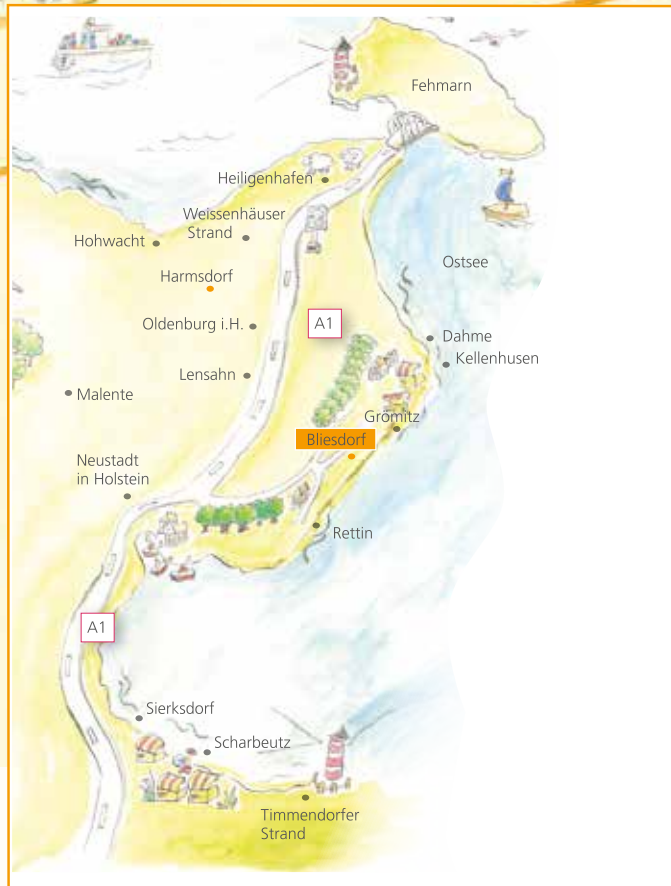 Fehmarn
Heiligenhafen
Weissenhäuser
Strand
Hohwacht
Ostsee
Harmsdorf
A1
Oldenburg i.H.
Dahme
Kellenhusen
Lensahn
Malente
Grömitz
Bliesdorf
Neustadt
in Holstein
Rettin
A1
Sierksdorf
Scharbeutz
Timmendorfer
Strand